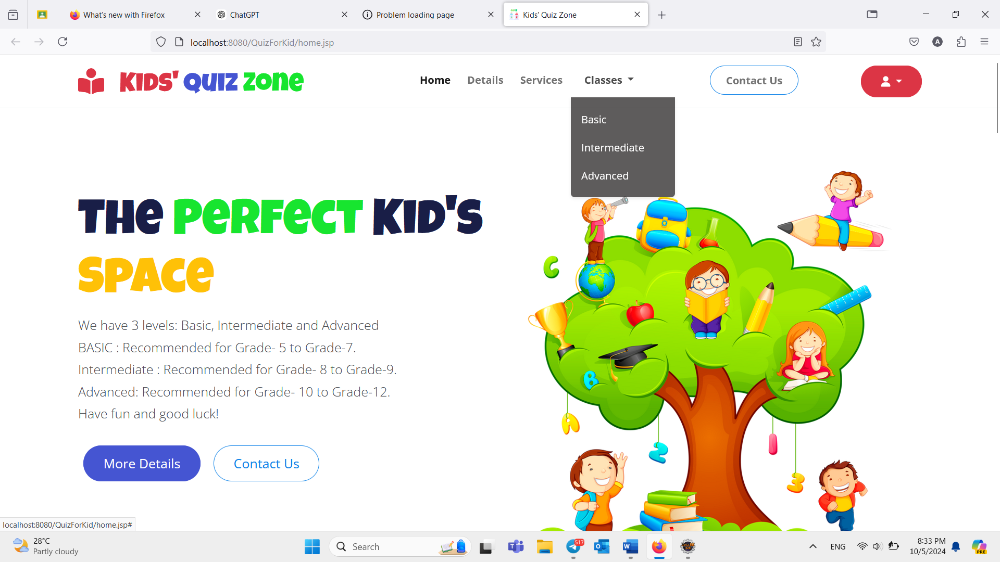 What's new with Firefox
ChatGPT
Problem loading page
Kids' Quiz Zone
localhost:8080/QuizForKid/home.jsp
A
KIDS' QUIZ ZONE
Home
Details
Services
Classes
Contact Us
Basic
Intermediate
Advanced
THE PERFECT KID'S
SPACE
We have 3 levels: Basic, Intermediate and Advanced
BASIC : Recommended for Grade- 5 to Grade-7.
Intermediate : Recommended for Grade- 8 to Grade-9.
Advanced: Recommended for Grade- 10 to Grade-12.
Have fun and good luck!
More Details
Contact Us
C
B
A
2
1
3
localhost:8080/QuizForKid/home.jsp#
28°C
Partly cloudy
Search
517
ENG
8:33 PM
10/5/2024
PRE